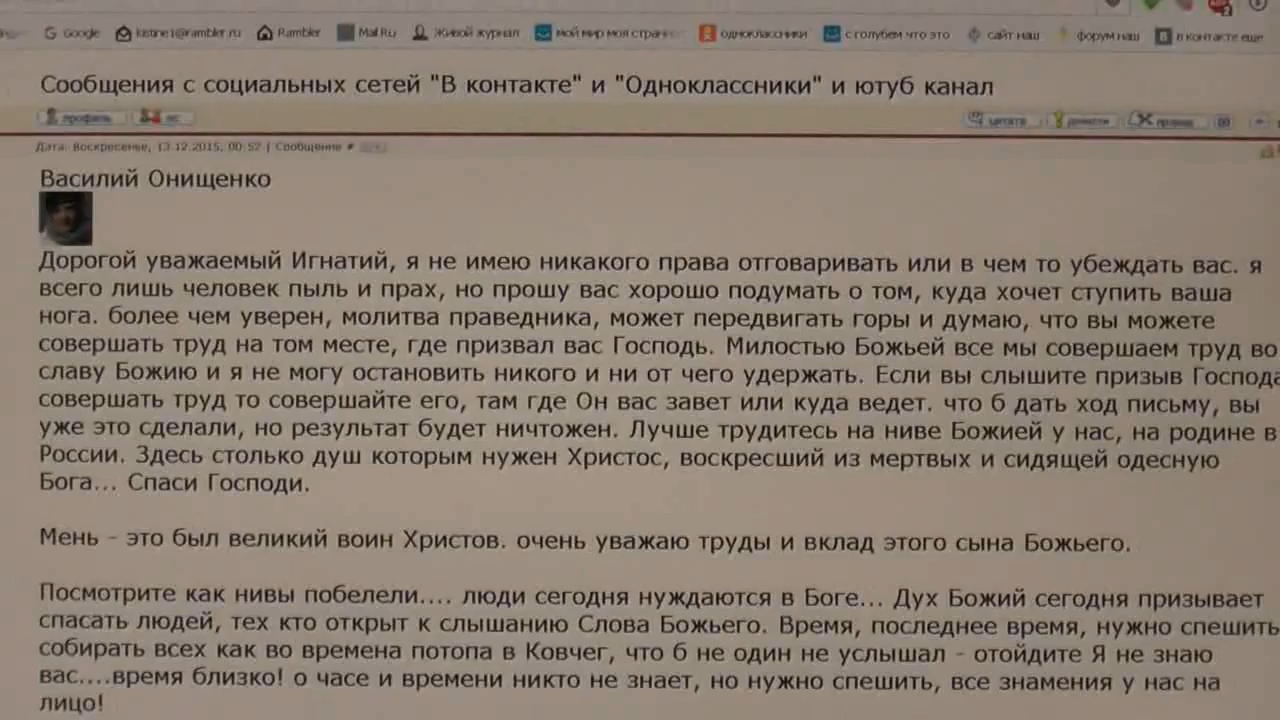 Google kistine1@rambler.ru Rambler Mail.Ru Живой журнал мой мир моя страни одноклассники с голубем что это сайт наш форум наш в контакте еще
Сообщения с социальных сетей "В контакте" и "Одноклассники" и ютуб канал
профиль лс цитата
Дата: Воскресенье, 13.12.2015, 00:52 | Сообщение #
Василий Онищенко
Дорогой уважаемый Игнатий, я не имею никакого права отговаривать или в чем то убеждать вас. я
всего лишь человек пыль и прах, но прошу вас хорошо подумать о том, куда хочет ступить ваша
нога. более чем уверен, молитва праведника, может передвигать горы и думаю, что вы можете
совершать труд на том месте, где призвал вас Господь. Милостью Божьей все мы совершаем труд во
славу Божию и я не могу остановить никого и ни от чего удержать. Если вы слышите призыв Господа
совершать труд то совершайте его, там где Он вас завет или куда ведет. что б дать ход письму, вы
уже это сделали, но результат будет ничтожен. Лучше трудитесь на ниве Божией у нас, на родине в
России. Здесь столько душ которым нужен Христос, воскресший из мертвых и сидящей одесную
Бога... Спаси Господи.
Мень - это был великий воин Христов. очень уважаю труды и вклад этого сына Божьего.
Посмотрите как нивы побелели.... люди сегодня нуждаются в Боге... Дух Божий сегодня призывает
спасать людей, тех кто открыт к слышанию Слова Божьего. Время, последнее время, нужно спешить
собирать всех как во времена потопа в Ковчег, что б не один не услышал - отойдите Я не знаю
вас....время близко! о часе и времени никто не знает, но нужно спешить, все знамения у нас на
лицо!